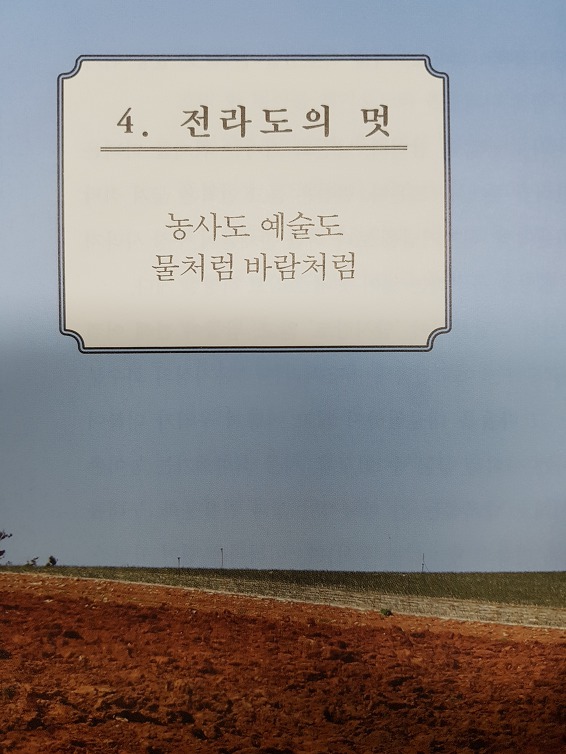 4. 전라도의 멋
농사도 예술도
물처럼 바람처럼